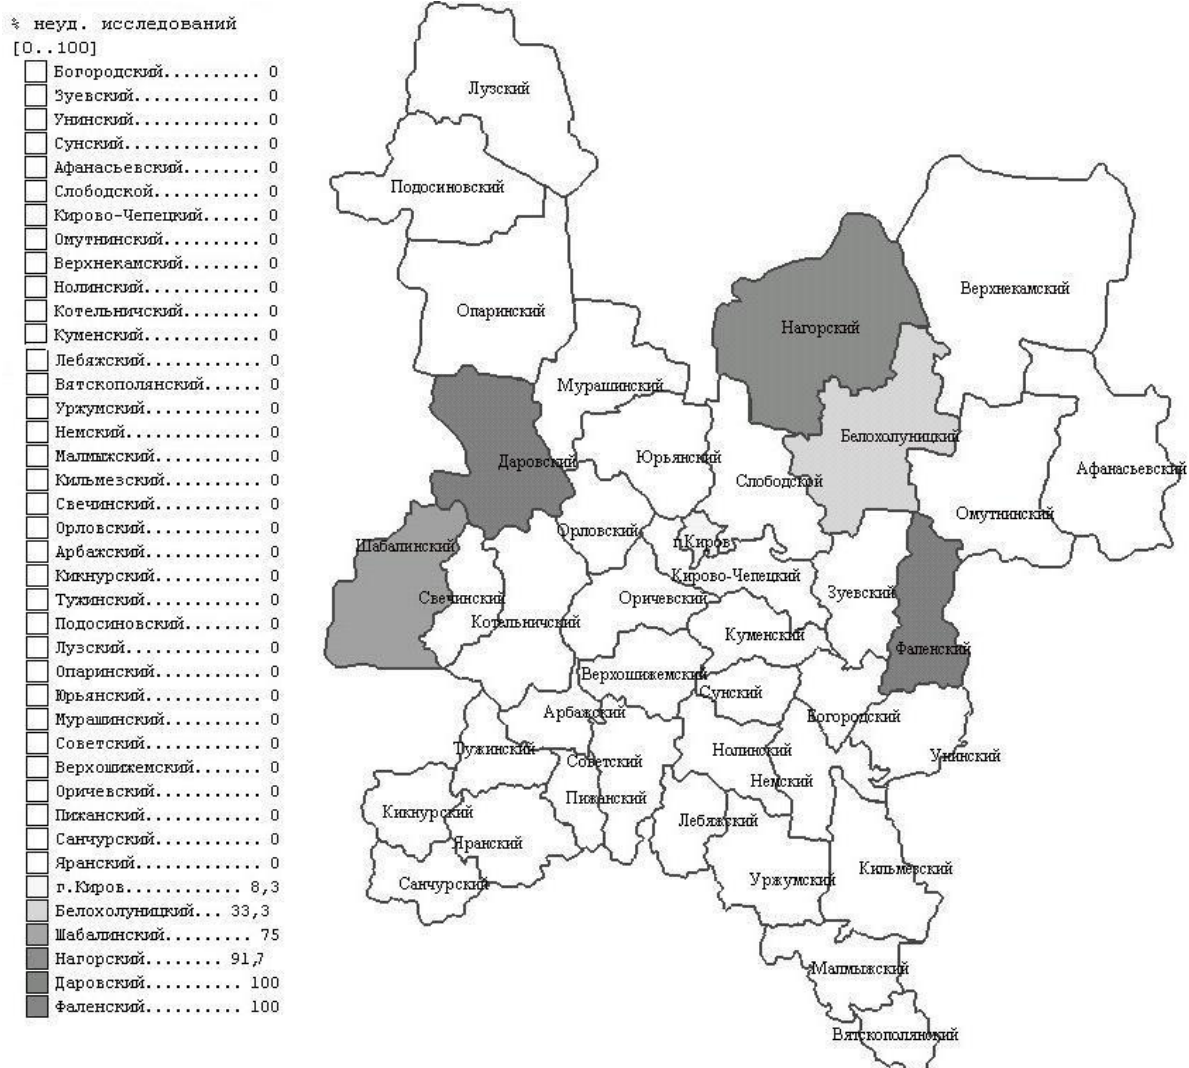 % неуд. исследований
[0..100]
Богородский.......... 0
Зуевский............. 0
Унинский............. 0
Сунский.............. 0
Афанасьевский........ 0
Слободской........... 0
Кирово-Чепецкий...... 0
Омутнинский.......... 0
Верхнекамский........ 0
Нолинский............ 0
Котельничский........ 0
Куменский............ 0
Лебяжский............ 0
Вятскополянский...... 0
Уржумский............ 0
Немский.............. 0
Малмыжский........... 0
Кильмезский.......... 0
Свечинский........... 0
Орловский............ 0
Арбажский............ 0
Кикнурский........... 0
Тужинский............ 0
Подосиновский........ 0
Лузский.............. 0
Опаринский........... 0
Юрьянский............ 0
Мурашинский.......... 0
Советский............ 0
Верхошижемский....... 0
Оричевский........... 0
Пижанский............ 0
Санчурский........... 0
Яранский............. 0
г.Киров............ 8,3
Белохолуницкий... 33,3
Шабалинский......... 75
Нагорский........ 91,7
Даровский.......... 100
Фаленский.......... 100
Лузский
Подосиновский
Верхнекамский
Опаринский
Нагорский
Мурашинский
Белохолуницкий
Юрьянский
Даровский
Афанасьевский
Слободской
Омутнинский
Орловский
г.Киров
Шабалинский
Кирово-Чепецкий
Зуевский
Свечинский
Оричевский
Котельничский
Куменский
Фаленский
Верхошижемский
Сунский
Арбажский
Богородский
Тужинский
Нолинский
Унинский
Советский
Немский
Пижанский
Кикнурский
Лебяжский
Яранский
Кильмезский
Уржумский
Санчурский
Малмыжский
Вятскополянский